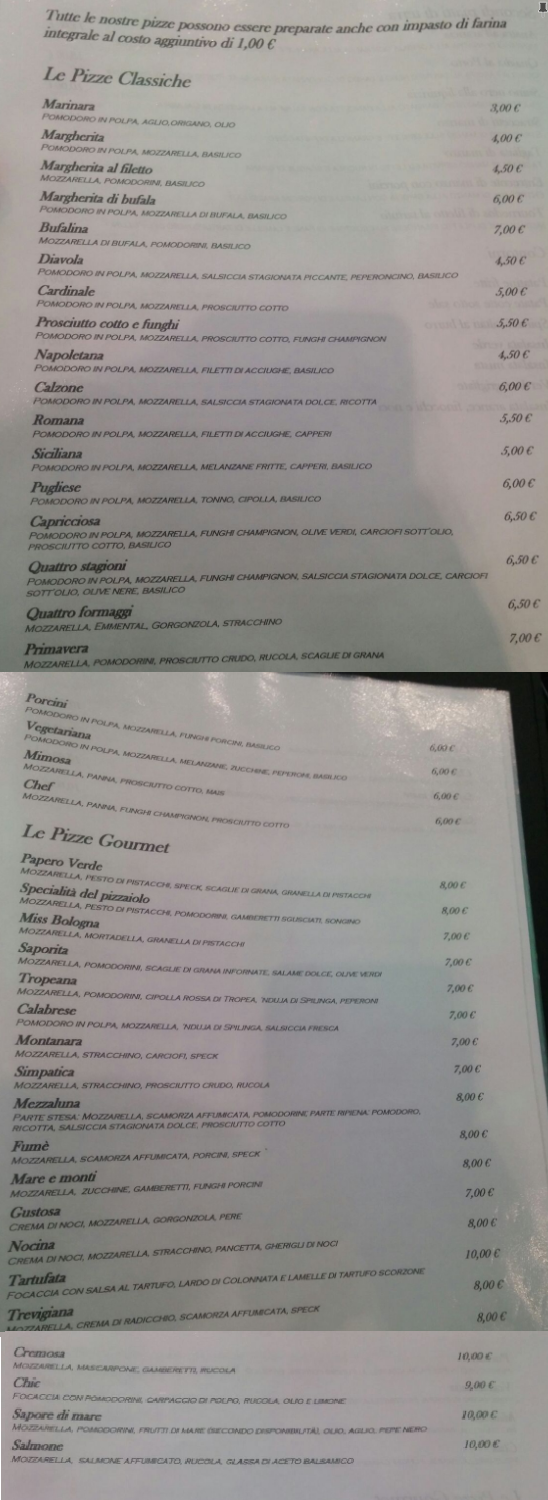 Tutte le nostre pizze possono essere preparate anche con impasto di farina
integrale al costo aggiuntivo di 1,00 €
Le Pizze Classiche
Marinara 3,00 €
POMODORO IN POLPA, AGLIO, ORIGANO, OLIO
Margherita 4,00 €
POMODORO IN POLPA, MOZZARELLA, BASILICO
Margherita al filetto 4,50 €
MOZZARELLA, POMODORINI, BASILICO
Margherita di bufala 6,00 €
POMODORO IN POLPA, MOZZARELLA DI BUFALA, BASILICO
Bufalina 7,00 €
MOZZARELLA DI BUFALA, POMODORINI, BASILICO
Diavola 4,50 €
POMODORO IN POLPA, MOZZARELLA, SALSICCIA STAGIONATA PICCANTE, PEPERONCINO, BASILICO
Cardinale 5,00 €
POMODORO IN POLPA, MOZZARELLA, PROSCIUTTO COTTO
Prosciutto cotto e funghi 5,50 €
POMODORO IN POLPA, MOZZARELLA, PROSCIUTTO COTTO, FUNGHI CHAMPIGNON
Napoletana 4,50 €
POMODORO IN POLPA, MOZZARELLA, FILETTI DI ACCIUGHE, BASILICO
Calzone 6,00 €
POMODORO IN POLPA, MOZZARELLA, SALSICCIA STAGIONATA DOLCE, RICOTTA
Romana 5,50 €
POMODORO IN POLPA, MOZZARELLA, FILETTI DI ACCIUGHE, CAPPERI
Siciliana 5,00 €
POMODORO IN POLPA, MOZZARELLA, MELANZANE FRITTE, CAPPERI, BASILICO
Pugliese 6,00 €
POMODORO IN POLPA, MOZZARELLA, TONNO, CIPOLLA, BASILICO
Capricciosa 6,50 €
POMODORO IN POLPA, MOZZARELLA, FUNGHI CHAMPIGNON, OLIVE VERDI, CARCIOFI SOTT'OLIO,
PROSCIUTTO COTTO, BASILICO
Quattro stagioni 6,50 €
POMODORO IN POLPA, MOZZARELLA, FUNGHI CHAMPIGNON, SALSICCIA STAGIONATA DOLCE, CARCIOFI
SOTT'OLIO, OLIVE NERE, BASILICO
Quattro formaggi 6,50 €
MOZZARELLA, EMMENTAL, GORGONZOLA, STRACCHINO
Primavera 7,00 €
MOZZARELLA, POMODORINI, PROSCIUTTO CRUDO, RUCOLA, SCAGLIE DI GRANA
Porcini 6,00 €
POMODORO IN POLPA, MOZZARELLA, FUNGHI PORCINI, BASILICO
Vegetariana 6,00 €
POMODORO IN POLPA, MOZZARELLA, MELANZANE, ZUCCHINE, PEPERONI, BASILICO
Mimosa 6,00 €
MOZZARELLA, PANNA, PROSCIUTTO COTTO, MAIS
Chef 6,00 €
MOZZARELLA, PANNA, FUNGHI CHAMPIGNON, PROSCIUTTO COTTO
Le Pizze Gourmet
Papero Verde 8,00 €
MOZZARELLA, PESTO DI PISTACCHI, SPECK, SCAGLIE DI GRANA, GRANELLA DI PISTACCHI
Specialità del pizzaiolo 8,00 €
MOZZARELLA, PESTO DI PISTACCHI, POMODORINI, GAMBERETTI SGUSCIATI, SONGINO
Miss Bologna 7,00 €
MOZZARELLA, MORTADELLA, GRANELLA DI PISTACCHI
Saporita 7,00 €
MOZZARELLA, POMODORINI, SCAGLIE DI GRANA INFORNATE, SALAME DOLCE, OLIVE VERDI
Tropeana 7,00 €
MOZZARELLA, POMODORINI, CIPOLLA ROSSA DI TROPEA, 'NDUJA DI SPILINGA, PEPERONI
Calabrese 7,00 €
POMODORO IN POLPA, MOZZARELLA, 'NDUJA DI SPILINGA, SALSICCIA FRESCA
Montanara 7,00 €
MOZZARELLA, STRACCHINO, CARCIOFI, SPECK
Simpatica 7,00 €
MOZZARELLA, STRACCHINO, PROSCIUTTO CRUDO, RUCOLA
Mezzaluna 8,00 €
PARTE STESA: MOZZARELLA, SCAMORZA AFFUMICATA, POMODORINI; PARTE RIPIENA: POMODORO,
RICOTTA, SALSICCIA STAGIONATA DOLCE, PROSCIUTTO COTTO
Fumè 8,00 €
MOZZARELLA, SCAMORZA AFFUMICATA, PORCINI, SPECK
Mare e monti 8,00 €
MOZZARELLA, ZUCCHINE, GAMBERETTI, FUNGHI PORCINI
Gustosa 7,00 €
CREMA DI NOCI, MOZZARELLA, GORGONZOLA, PERE
Nocina 8,00 €
CREMA DI NOCI, MOZZARELLA, STRACCHINO, PANCETTA, GHERIGLI DI NOCI
Tartufata 10,00 €
FOCACCIA CON SALSA AL TARTUFO, LARDO DI COLONNATA E LAMELLE DI TARTUFO SCORZONE
Trevigiana 8,00 €
MOZZARELLA, CREMA DI RADICCHIO, SCAMORZA AFFUMICATA, SPECK
8,00 €
Cremosa 10,00 €
MOZZARELLA, MASCARPONE, GAMBERETTI, RUCOLA
Chic 9,00 €
FOCACCIA CON POMODORINI, CARPACCIO DI POLPO, RUCOLA, OLIO E LIMONE
Sapore di mare 10,00 €
MOZZARELLA, POMODORINI, FRUTTI DI MARE (SECONDO DISPONIBILITÀ), OLIO, AGLIO, PEPE NERO
Salmone 10,00 €
MOZZARELLA, SALMONE AFFUMICATO, RUCOLA, GLASSA DI ACETO BALSAMICO